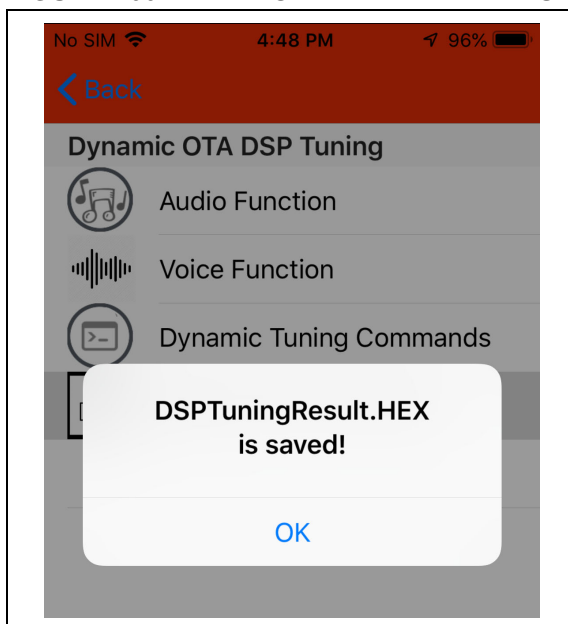 No SIM 4:48 PM 96%
Back
Dynamic OTA DSP Tuning
Audio Function
Voice Function
Dynamic Tuning Commands
DSPTuningResult.HEX
is saved!
OK